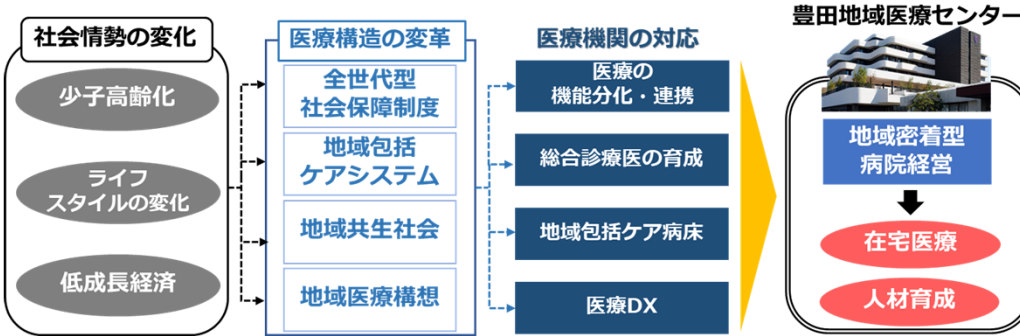 社会情勢の変化
少子高齢化
ライフ
スタイルの変化
低成長経済
医療構造の変革
全世代型
社会保障制度
地域包括
ケアシステム
地域共生社会
地域医療構想
医療機関の対応
医療の
機能分化・連携
総合診療医の育成
地域包括ケア病床
医療DX
豊田地域医療センター
地域密着型
病院経営
在宅医療
人材育成